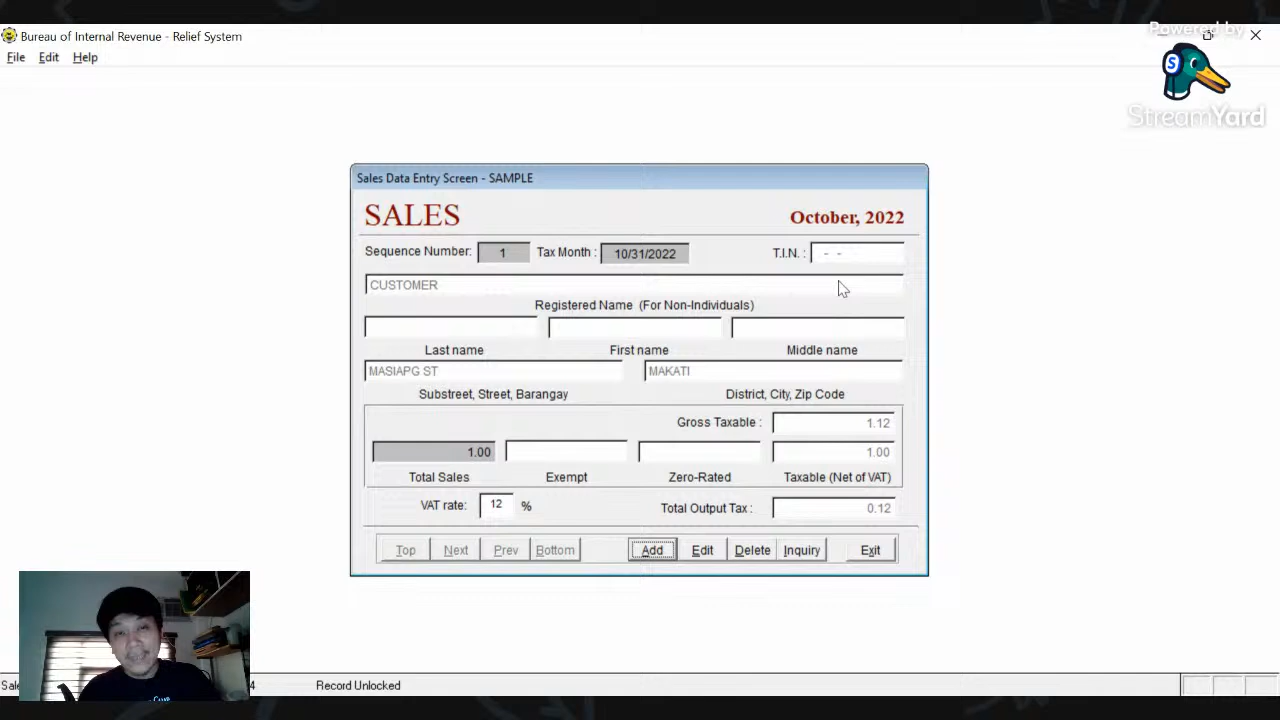 Powered by
StreamYard
Bureau of Internal Revenue - Relief System
File Edit Help
Sales Data Entry Screen - SAMPLE
SALES October, 2022
Sequence Number: 1 Tax Month : 10/31/2022 T.I.N. : - -
CUSTOMER
Registered Name (For Non-Individuals)
Last name First name Middle name
MASIAPG ST MAKATI
Substreet, Street, Barangay District, City, Zip Code
Gross Taxable : 1.12
1.00 1.00
Total Sales Exempt Zero-Rated Taxable (Net of VAT)
VAT rate: 12 % Total Output Tax : 0.12
Top Next Prev Bottom Add Edit Delete Inquiry Exit
4 Record Unlocked